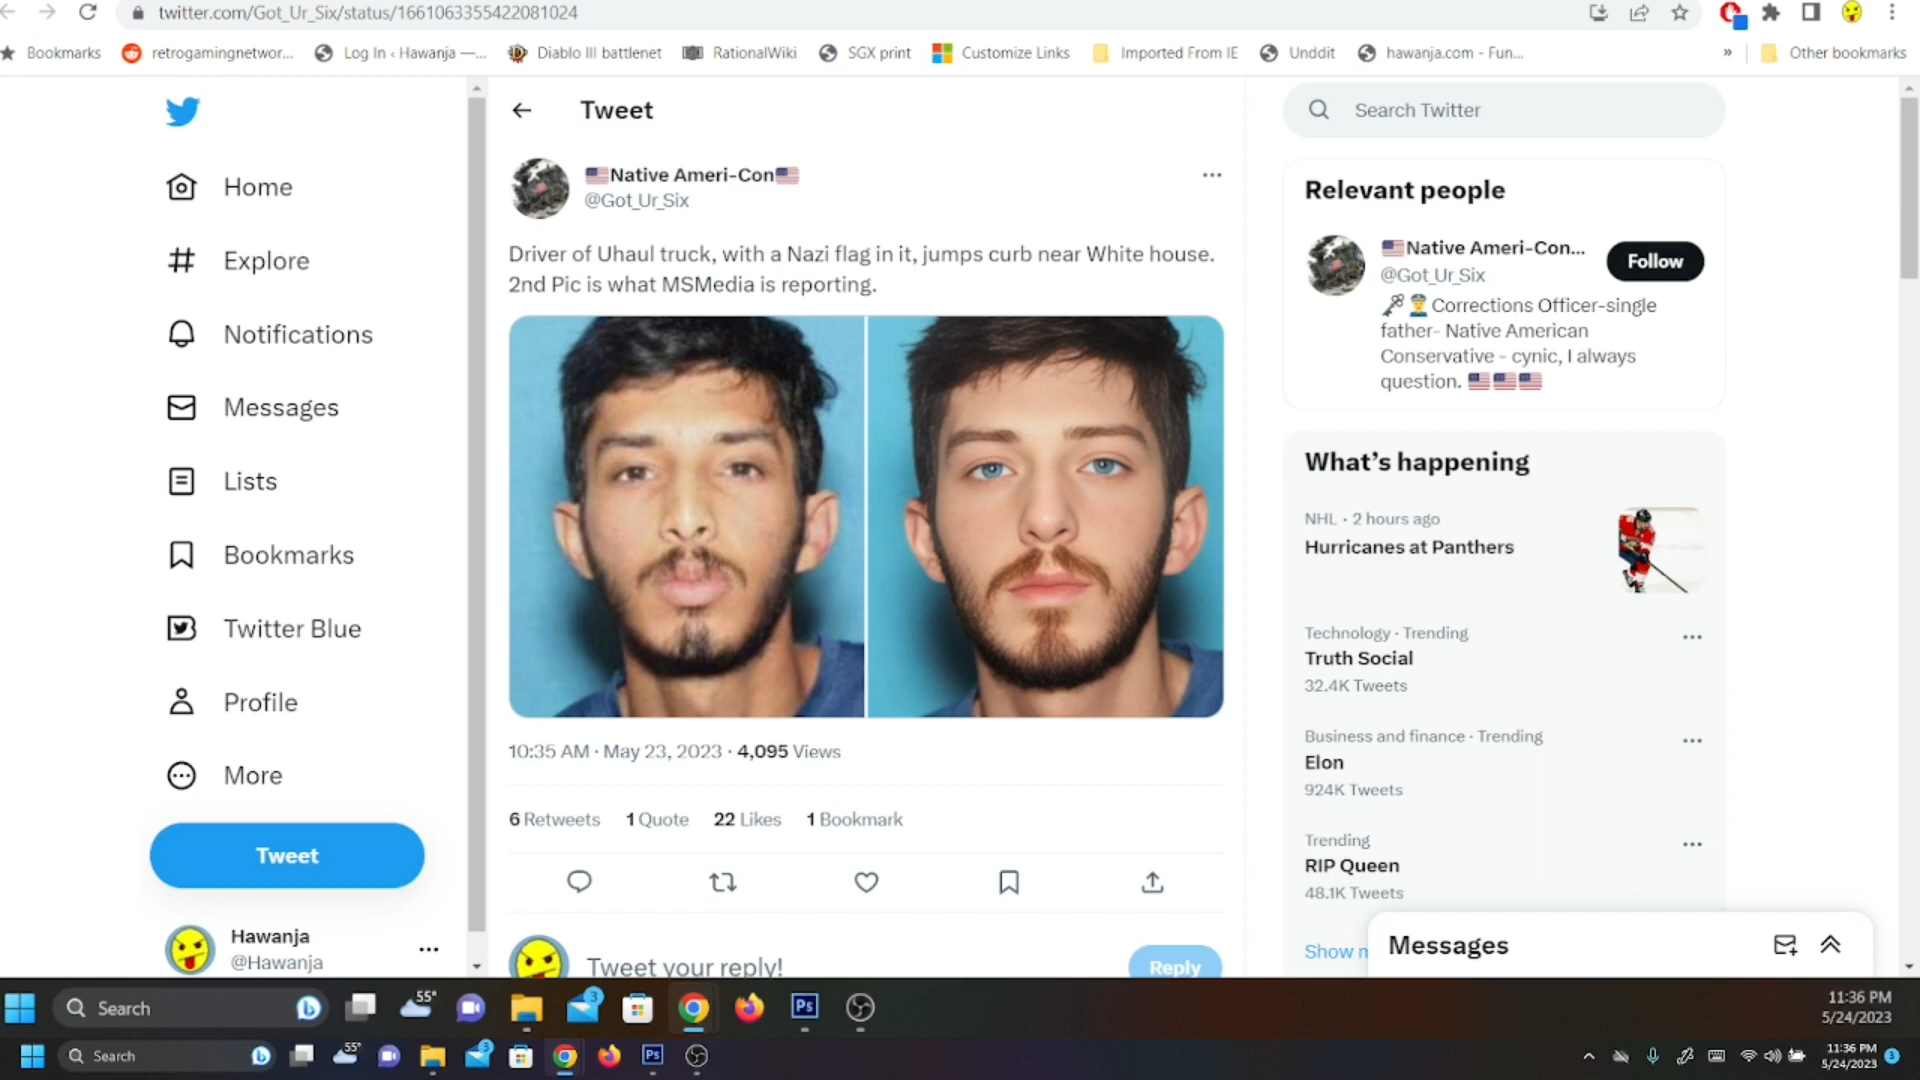 twitter.com/Got_Ur_Six/status/1661063355422081024
Bookmarks
retrogamingnetwor...
Log In ‹ Hawanja —...
Diablo III battlenet
RationalWiki
SGX print
Customize Links
Imported From IE
Unddit
hawanja.com - Fun...
»
Other bookmarks
Home
Explore
Notifications
Messages
Lists
Bookmarks
Twitter Blue
Profile
More
Tweet
Hawanja
@Hawanja
Tweet
🇺🇸Native Ameri-Con🇺🇸
@Got_Ur_Six
Driver of Uhaul truck, with a Nazi flag in it, jumps curb near White house.
2nd Pic is what MSMedia is reporting.
10:35 AM · May 23, 2023 · 4,095 Views
6 Retweets 1 Quote 22 Likes 1 Bookmark
Tweet your reply!
Reply
Search Twitter
Relevant people
🇺🇸Native Ameri-Con...
@Got_Ur_Six
Follow
Corrections Officer-single
father- Native American
Conservative - cynic, I always
question. 🇺🇸🇺🇸🇺🇸
What's happening
NHL · 2 hours ago
Hurricanes at Panthers
Technology · Trending
Truth Social
32.4K Tweets
Business and finance · Trending
Elon
924K Tweets
Trending
RIP Queen
48.1K Tweets
Show
Messages
Search
55°
3
Ps
11:36 PM
5/24/2023
Search
55°
3
Ps
11:36 PM
5/24/2023
3